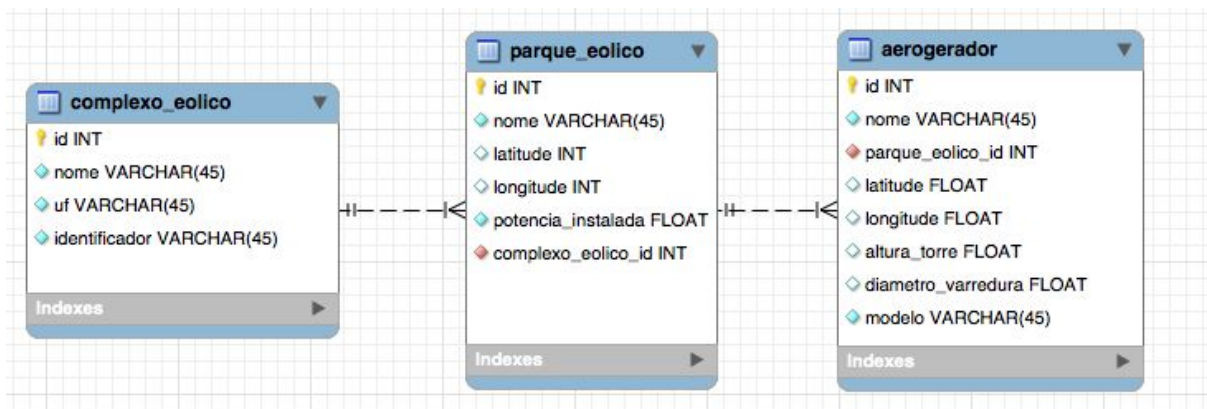 complexo_eolico
id INT
nome VARCHAR(45)
uf VARCHAR(45)
identificador VARCHAR(45)
Indexes
parque_eolico
id INT
nome VARCHAR(45)
latitude INT
longitude INT
potencia_instalada FLOAT
complexo_eolico_id INT
Indexes
aerogerador
id INT
nome VARCHAR(45)
parque_eolico_id INT
latitude FLOAT
longitude FLOAT
altura_torre FLOAT
diametro_varredura FLOAT
modelo VARCHAR(45)
Indexes